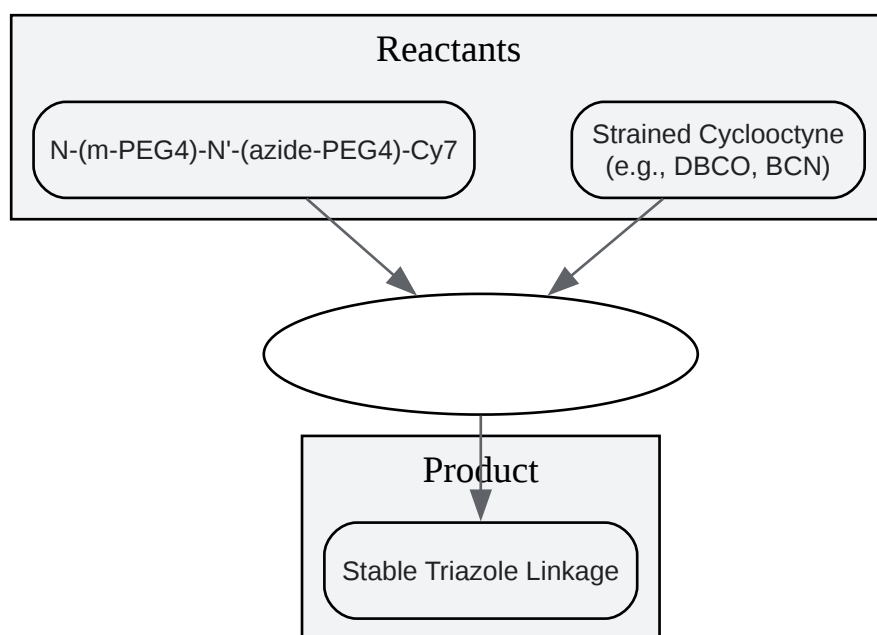 Reactants
N-(m-PEG4)-N'-(azide-PEG4)-Cy7
Strained Cyclooctyne
(e.g., DBCO, BCN)
Product
Stable Triazole Linkage